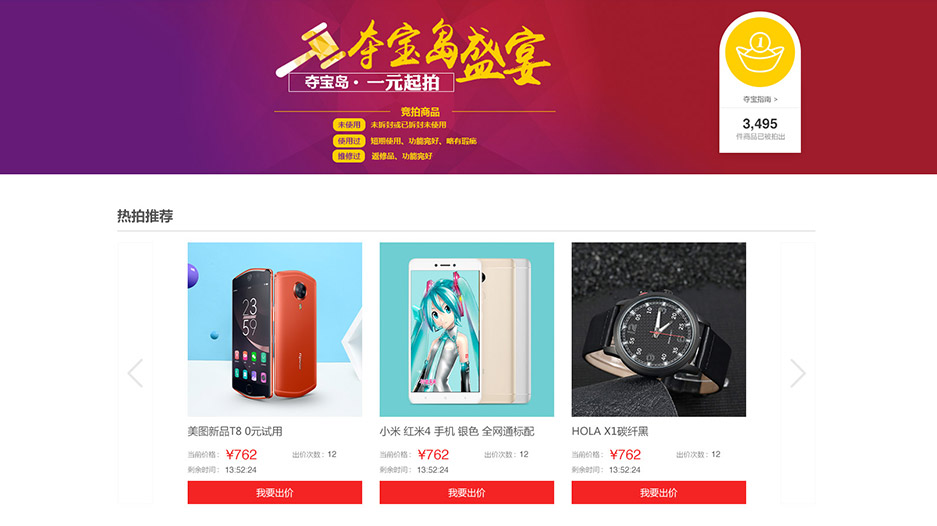 夺宝岛盛宴
夺宝岛 · 一元起拍
1
夺宝指南 >
3,495
件商品已被拍出
竞拍商品
未使用 未拆封或已拆封未使用
使用过 短期使用、功能完好、略有瑕疵
维修过 返修品、功能完好
热拍推荐
23
59
美图新品T8 0元试用
小米 红米4 手机 银色 全网通标配
HOLA X1碳纤黑
当前价格: ¥762 出价次数: 12
当前价格: ¥762 出价次数: 12
当前价格: ¥762 出价次数: 12
剩余时间: 13:52:24
剩余时间: 13:52:24
剩余时间: 13:52:24
我要出价
我要出价
我要出价